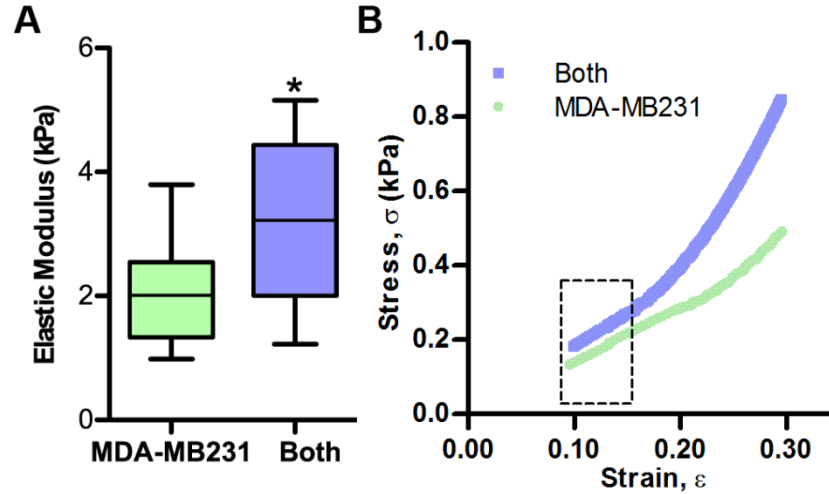 A
Elastic Modulus (kPa)
6
4
2
0
*
MDA-MB231 Both
B
Stress, σ (kPa)
1.0
0.8
0.6
0.4
0.2
0.0
Both
MDA-MB231
0.00 0.10 0.20 0.30
Strain, ε